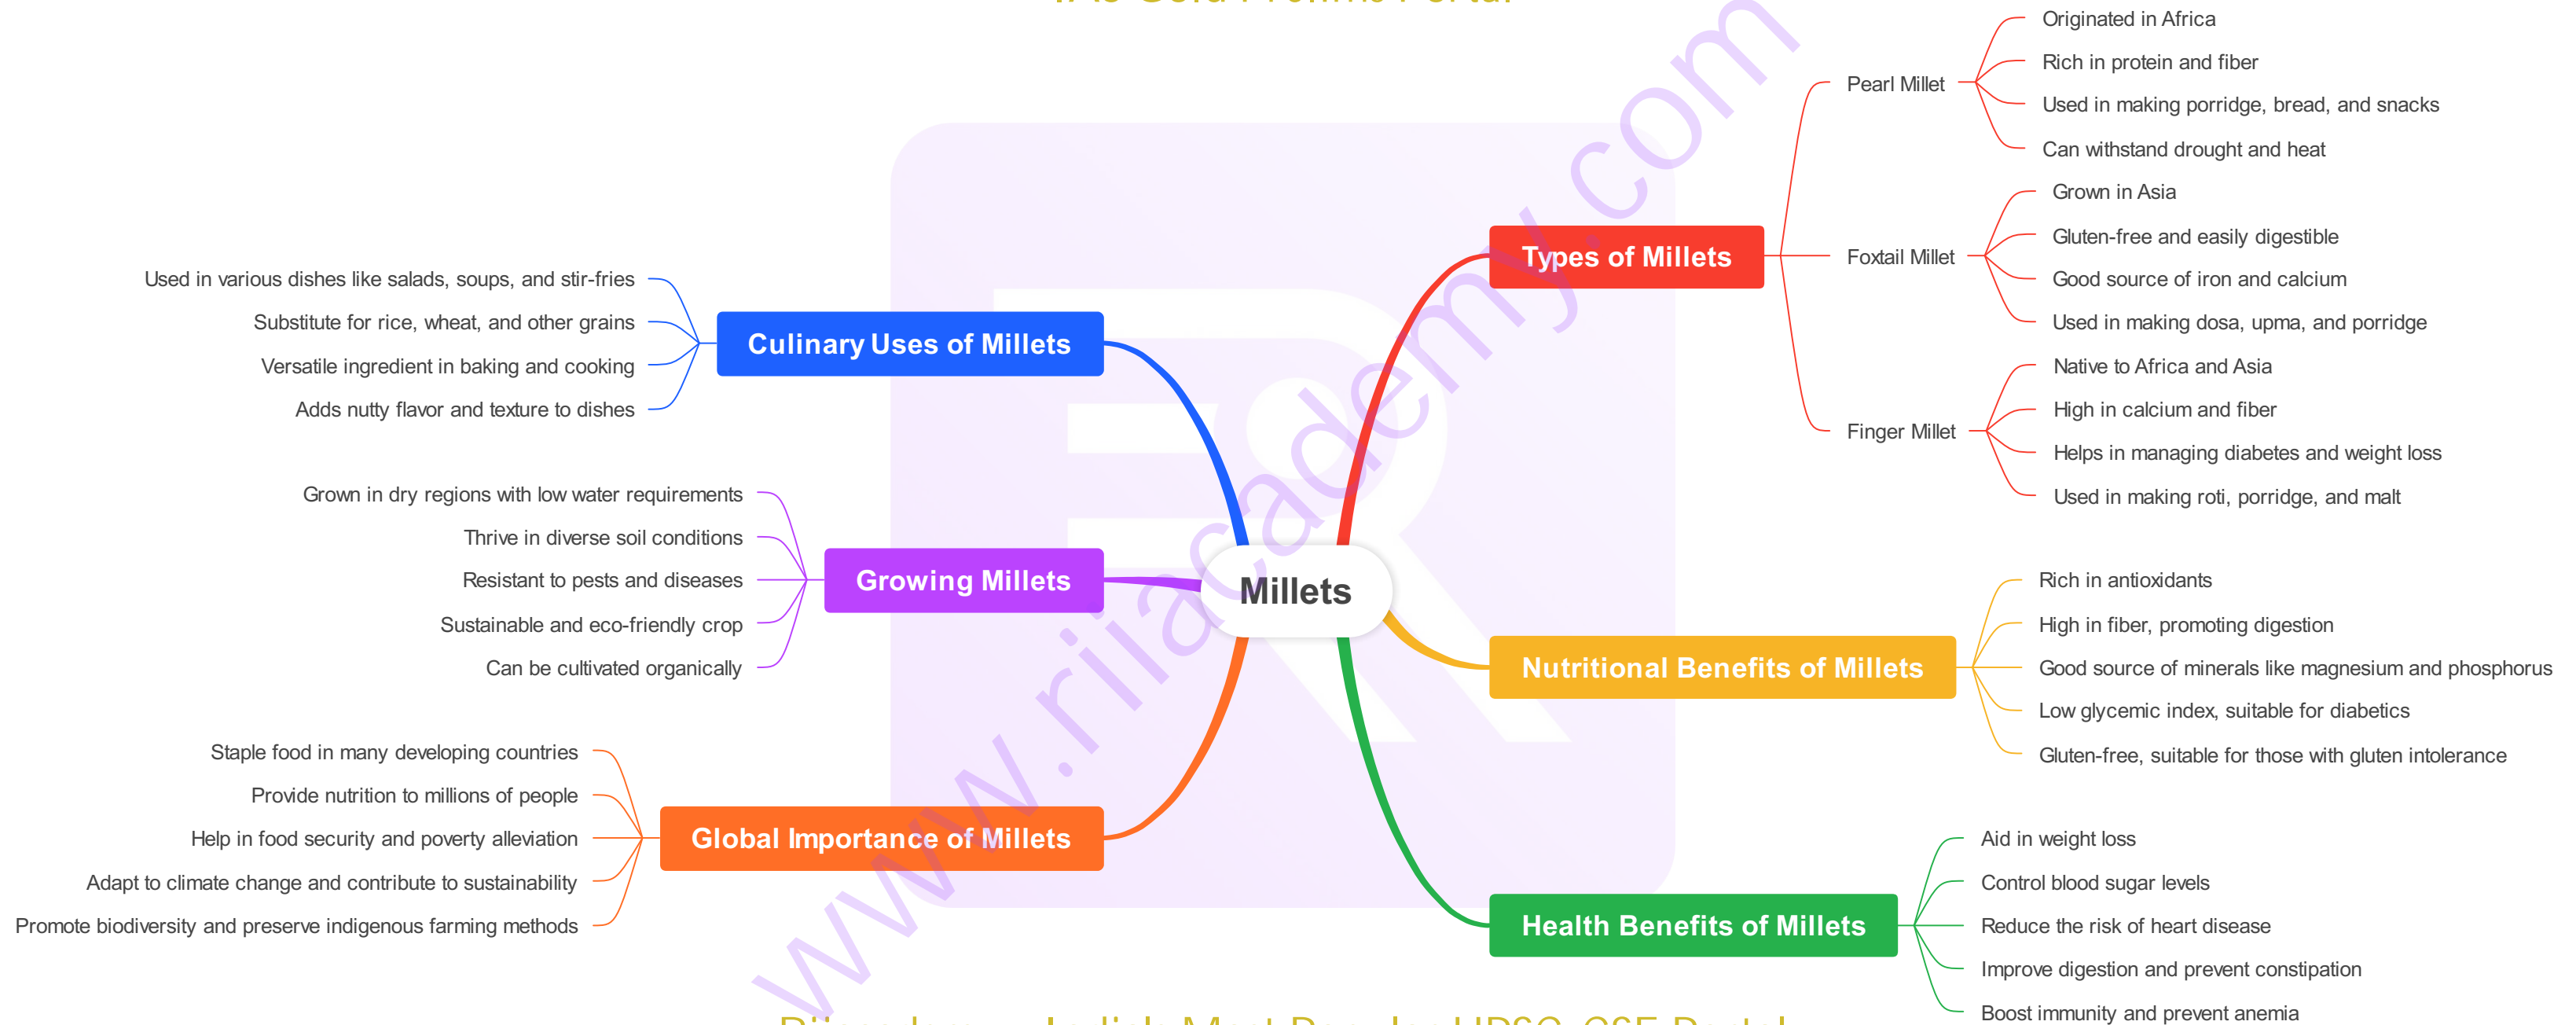 Millets
Types of Millets
Pearl Millet
Originated in Africa
Rich in protein and fiber
Used in making porridge, bread, and snacks
Can withstand drought and heat
Foxtail Millet
Grown in Asia
Gluten-free and easily digestible
Good source of iron and calcium
Used in making dosa, upma, and porridge
Finger Millet
Native to Africa and Asia
High in calcium and fiber
Helps in managing diabetes and weight loss
Used in making roti, porridge, and malt
Nutritional Benefits of Millets
Rich in antioxidants
High in fiber, promoting digestion
Good source of minerals like magnesium and phosphorus
Low glycemic index, suitable for diabetics
Gluten-free, suitable for those with gluten intolerance
Health Benefits of Millets
Aid in weight loss
Control blood sugar levels
Reduce the risk of heart disease
Improve digestion and prevent constipation
Boost immunity and prevent anemia
Culinary Uses of Millets
Used in various dishes like salads, soups, and stir-fries
Substitute for rice, wheat, and other grains
Versatile ingredient in baking and cooking
Adds nutty flavor and texture to dishes
Growing Millets
Grown in dry regions with low water requirements
Thrive in diverse soil conditions
Resistant to pests and diseases
Sustainable and eco-friendly crop
Can be cultivated organically
Global Importance of Millets
Staple food in many developing countries
Provide nutrition to millions of people
Help in food security and poverty alleviation
Adapt to climate change and contribute to sustainability
Promote biodiversity and preserve indigenous farming methods